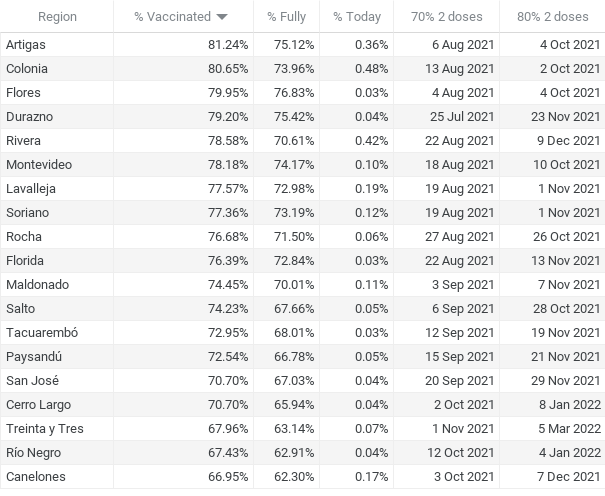 Region % Vaccinated % Fully % Today 70% 2 doses 80% 2 doses
Artigas 81.24% 75.12% 0.36% 6 Aug 2021 4 Oct 2021
Colonia 80.65% 73.96% 0.48% 13 Aug 2021 2 Oct 2021
Flores 79.95% 76.83% 0.03% 4 Aug 2021 4 Oct 2021
Durazno 79.20% 75.42% 0.04% 25 Jul 2021 23 Nov 2021
Rivera 78.58% 70.61% 0.42% 22 Aug 2021 9 Dec 2021
Montevideo 78.18% 74.17% 0.10% 18 Aug 2021 10 Oct 2021
Lavalleja 77.57% 72.98% 0.19% 19 Aug 2021 1 Nov 2021
Soriano 77.36% 73.19% 0.12% 19 Aug 2021 1 Nov 2021
Rocha 76.68% 71.50% 0.06% 27 Aug 2021 26 Oct 2021
Florida 76.39% 72.84% 0.03% 22 Aug 2021 13 Nov 2021
Maldonado 74.45% 70.01% 0.11% 3 Sep 2021 7 Nov 2021
Salto 74.23% 67.66% 0.05% 6 Sep 2021 28 Oct 2021
Tacuarembó 72.95% 68.01% 0.03% 12 Sep 2021 19 Nov 2021
Paysandú 72.54% 66.78% 0.05% 15 Sep 2021 21 Nov 2021
San José 70.70% 67.03% 0.04% 20 Sep 2021 29 Nov 2021
Cerro Largo 70.70% 65.94% 0.04% 2 Oct 2021 8 Jan 2022
Treinta y Tres 67.96% 63.14% 0.07% 1 Nov 2021 5 Mar 2022
Río Negro 67.43% 62.91% 0.04% 12 Oct 2021 4 Jan 2022
Canelones 66.95% 62.30% 0.17% 3 Oct 2021 7 Dec 2021